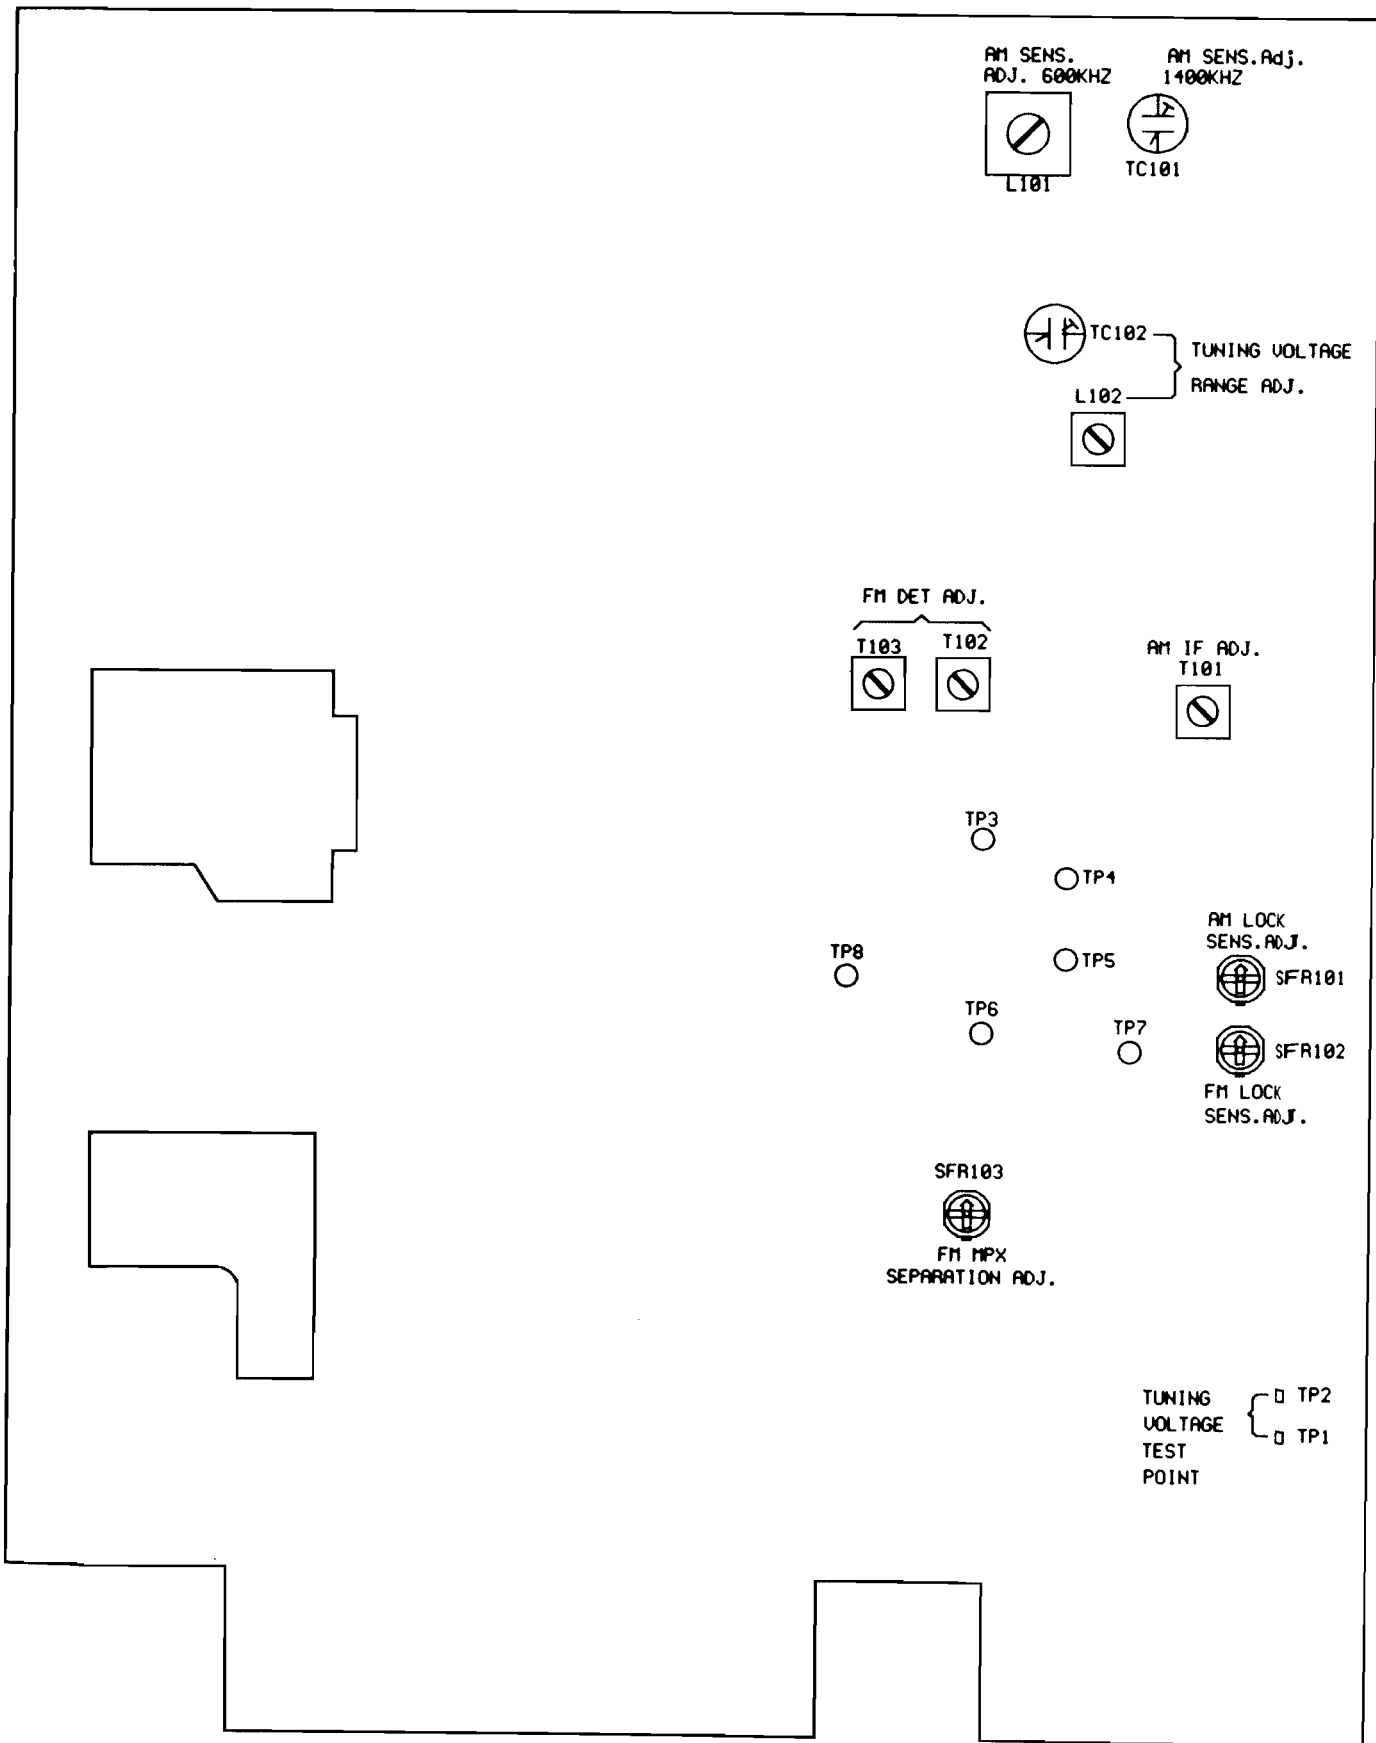 AM SENS.
ADJ. 600KHZ
L101
AM SENS.Adj.
1400KHZ
TC101
TC102
L102
TUNING VOLTAGE
RANGE ADJ.
FM DET ADJ.
T103
T102
AM IF ADJ.
T101
TP3
TP4
AM LOCK
SENS.ADJ.
SFR101
TP8
TP5
TP6
TP7
SFR102
FM LOCK
SENS.ADJ.
SFR103
FM MPX
SEPARATION ADJ.
TUNING
VOLTAGE
TEST
POINT
TP2
TP1